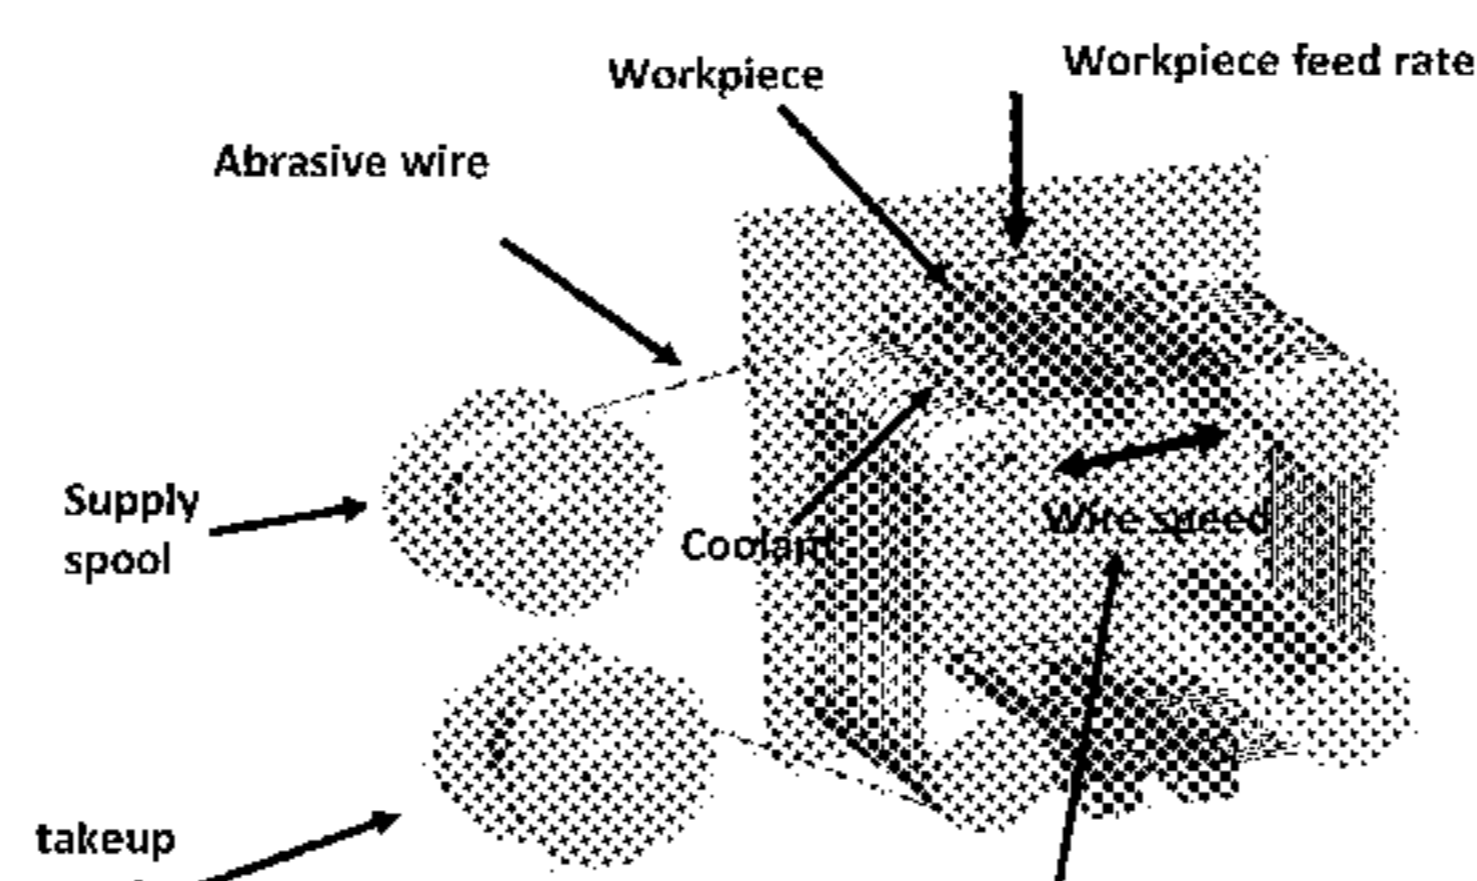 Workpiece feed rate
Workpiece
Abrasive wire
Supply
spool
Coolant
Wire speed
takeup